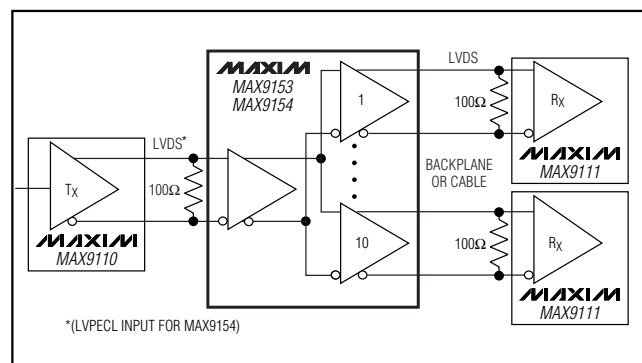 MAXIM
MAX9153
MAX9154
1
10
LVDS*
Tx
100Ω
MAXIM
MAX9110
LVDS
100Ω
Rx
MAXIM
MAX9111
BACKPLANE
OR CABLE
100Ω
Rx
MAXIM
MAX9111
*(LVPECL INPUT FOR MAX9154)